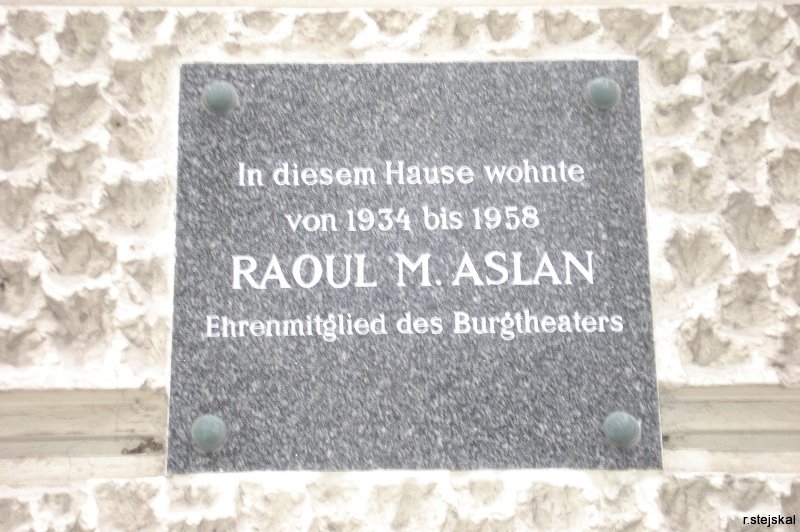 In diesem Hause wohnte
von 1934 bis 1958
RAOUL M. ASLAN
Ehrenmitglied des Burgtheaters
r.stejskal